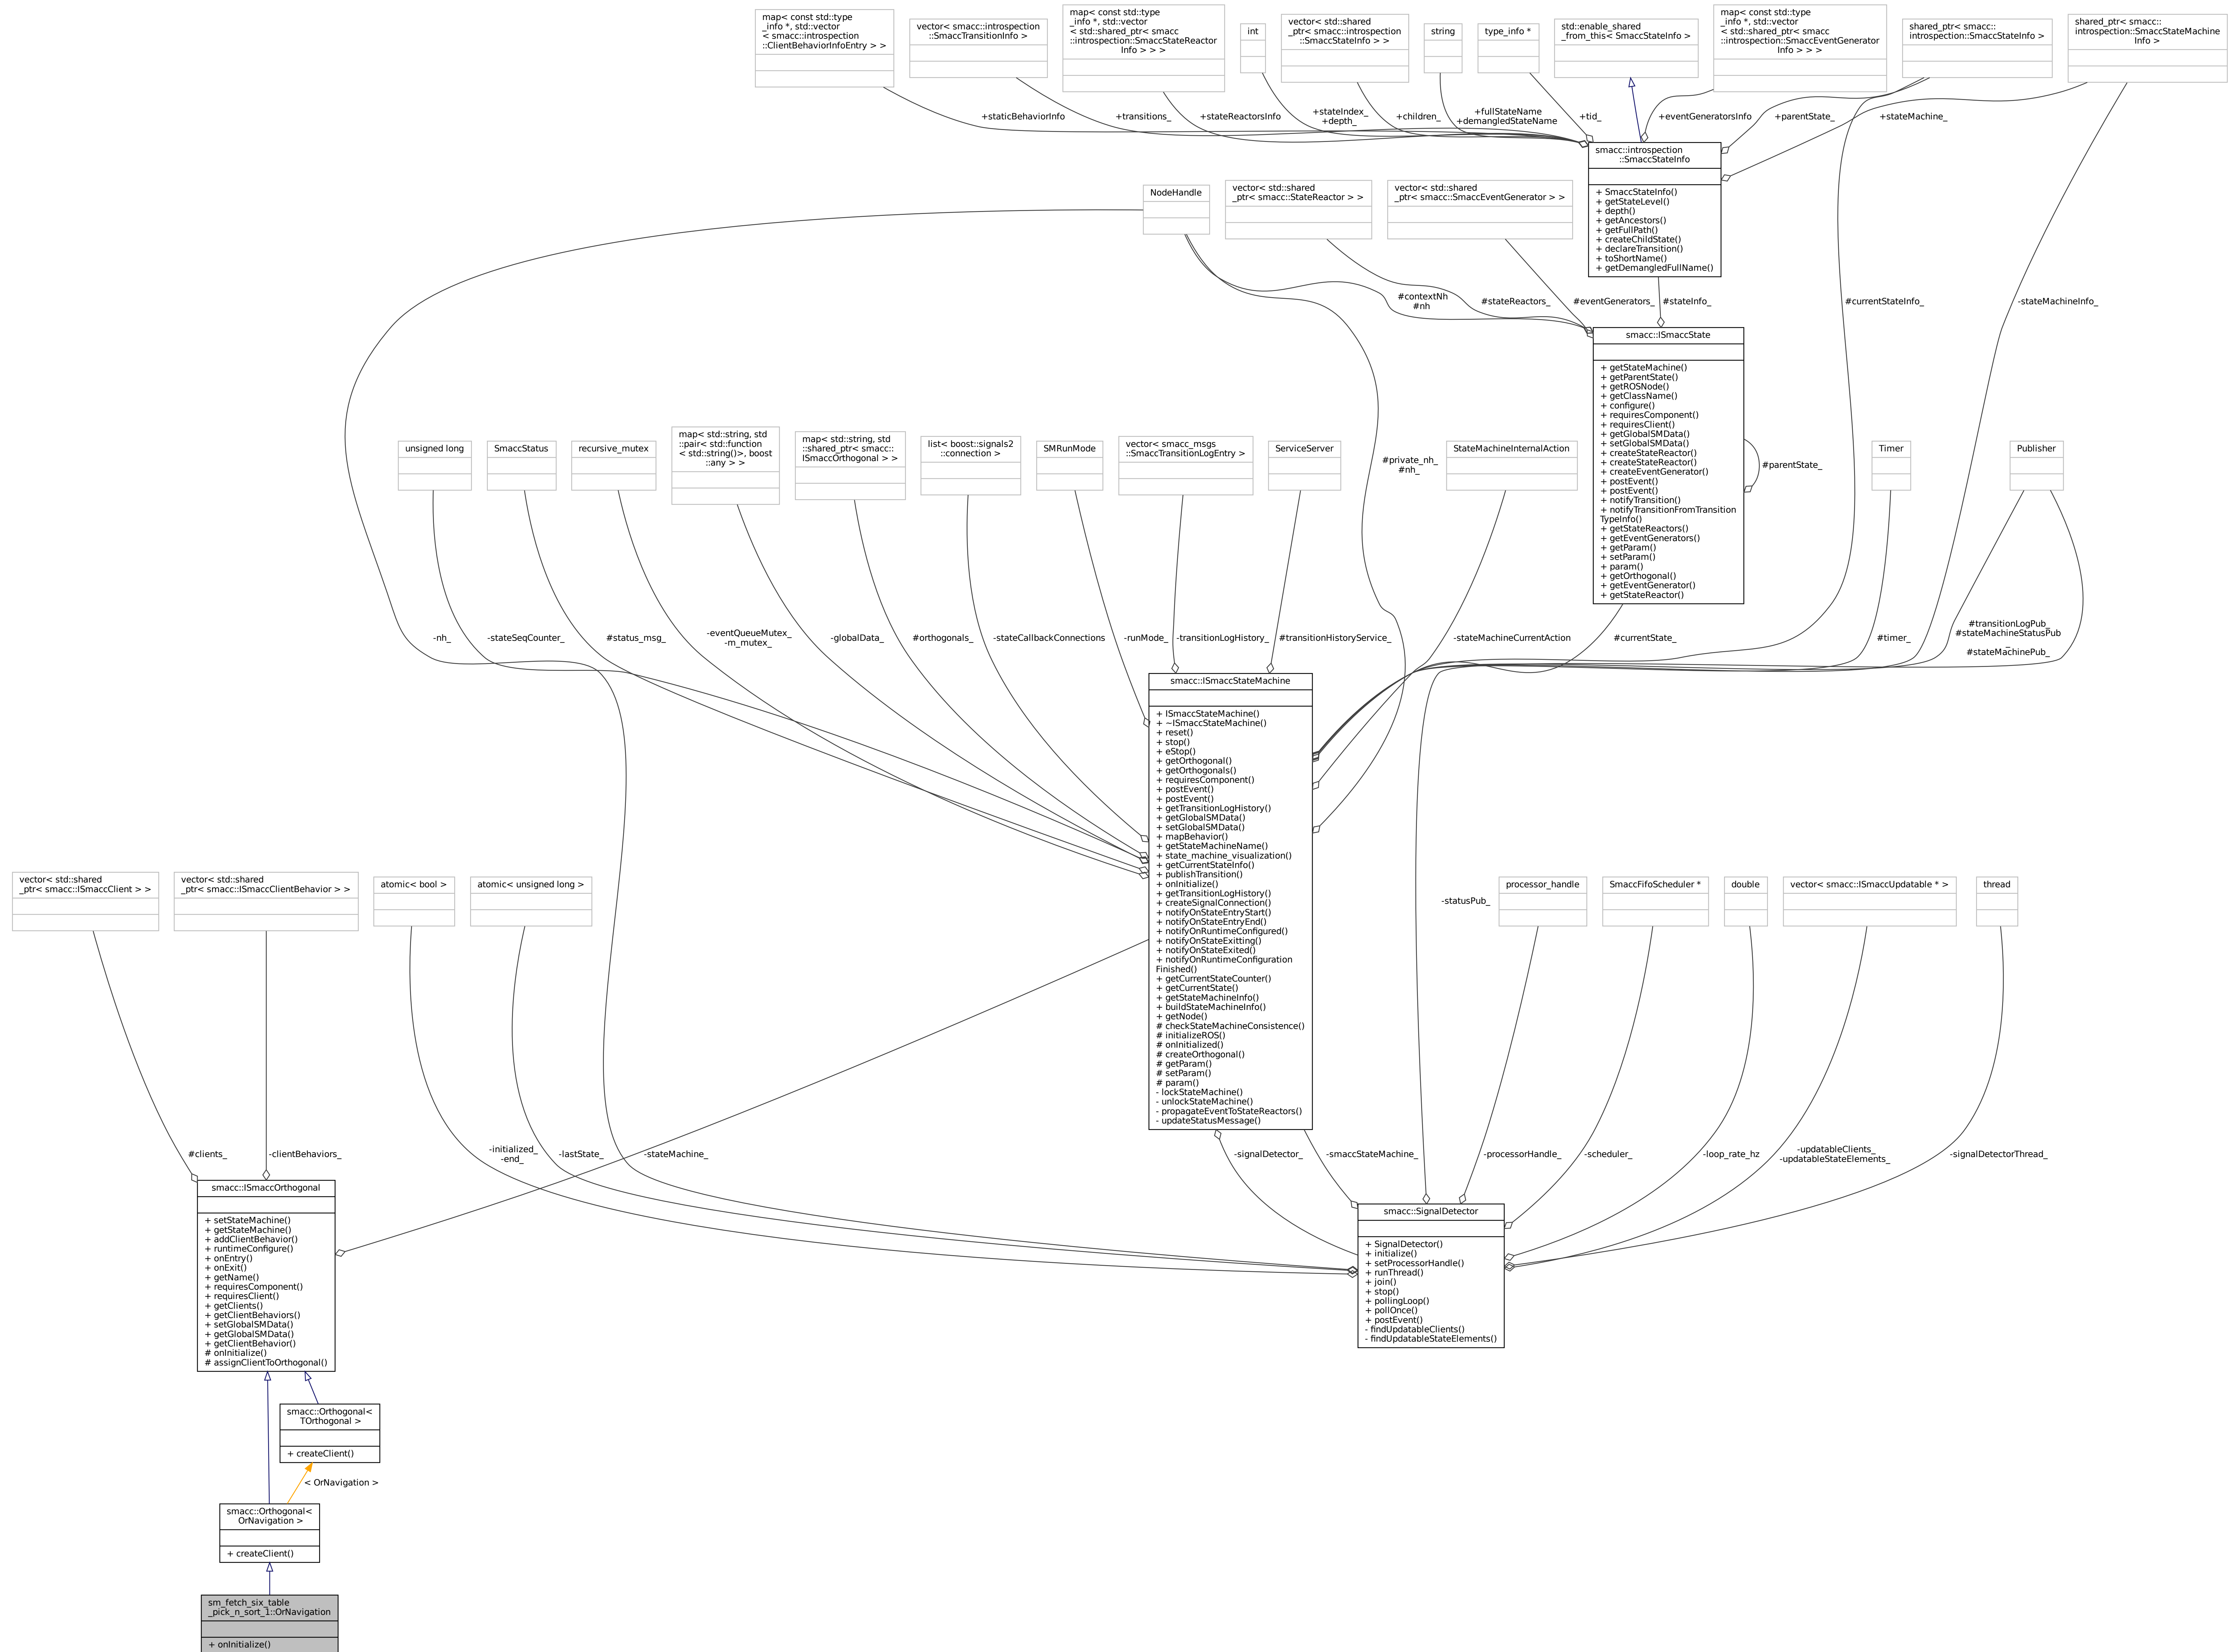 map< const std::type
_info *, std::vector
< smacc::introspection
::ClientBehaviorInfoEntry > >
vector< smacc::introspection
::SmaccTransitionInfo >
map< const std::type
_info *, std::vector
< std::shared_ptr< smacc
::introspection::SmaccStateReactor
Info > > >
int
vector< std::shared
_ptr< smacc::introspection
::SmaccStateInfo > >
string
type_info *
std::enable_shared
_from_this< SmaccStateInfo >
map< const std::type
_info *, std::vector
< std::shared_ptr< smacc
::introspection::SmaccEventGenerator
Info > > >
shared_ptr< smacc::
introspection::SmaccStateInfo >
shared_ptr< smacc::
introspection::SmaccStateMachine
Info >
+staticBehaviorInfo
+transitions_
+stateReactorsInfo
+stateIndex_
+depth_
+children_
+fullStateName
+demangledStateName
+tid_
+eventGeneratorsInfo
+parentState_
+stateMachine_
smacc::introspection
::SmaccStateInfo
+ SmaccStateInfo()
+ getStateLevel()
+ depth()
+ getAncestors()
+ getFullPath()
+ createChildState()
+ declareTransition()
+ toShortName()
+ getDemangledFullName()
NodeHandle
vector< std::shared
_ptr< smacc::StateReactor > >
vector< std::shared
_ptr< smacc::SmaccEventGenerator > >
#contextNh
#nh
#stateReactors_
#eventGenerators_
#stateInfo_
#currentStateInfo_
-stateMachineInfo_
smacc::ISmaccState
+ getStateMachine()
+ getParentState()
+ getROSNode()
+ getClassName()
+ configure()
+ requiresComponent()
+ requiresClient()
+ getGlobalSMData()
+ setGlobalSMData()
+ createStateReactor()
+ createStateReactor()
+ createEventGenerator()
+ postEvent()
+ postEvent()
+ notifyTransition()
+ notifyTransitionFromTransition
TypeInfo()
+ getStateReactors()
+ getEventGenerators()
+ getParam()
+ setParam()
+ param()
+ getOrthogonal()
+ getEventGenerator()
+ getStateReactor()
#parentState_
unsigned long
SmaccStatus
recursive_mutex
map< std::string, std
::pair< std::function
< std::string()>, boost
::any > >
map< std::string, std
::shared_ptr< smacc::
ISmaccOrthogonal > >
list< boost::signals2
::connection >
SMRunMode
vector< smacc_msgs
::SmaccTransitionLogEntry >
ServiceServer
#private_nh_
#nh_
StateMachineInternalAction
Timer
Publisher
-nh_
-stateSeqCounter_
#status_msg_
-eventQueueMutex_
-m_mutex_
-globalData_
#orthogonals_
-stateCallbackConnections
-runMode_
-transitionLogHistory_
#transitionHistoryService_
-stateMachineCurrentAction
#currentState_
#timer_
#transitionLogPub_
#stateMachineStatusPub
_
#stateMachinePub_
smacc::ISmaccStateMachine
+ ISmaccStateMachine()
+ ~ISmaccStateMachine()
+ reset()
+ stop()
+ eStop()
+ getOrthogonal()
+ getOrthogonals()
+ requiresComponent()
+ postEvent()
+ postEvent()
+ getTransitionLogHistory()
+ getGlobalSMData()
+ setGlobalSMData()
+ mapBehavior()
+ getStateMachineName()
+ state_machine_visualization()
+ getCurrentStateInfo()
+ publishTransition()
+ onInitialize()
+ getTransitionLogHistory()
+ createSignalConnection()
+ notifyOnStateEntryStart()
+ notifyOnStateEntryEnd()
+ notifyOnRuntimeConfigured()
+ notifyOnStateExitting()
+ notifyOnStateExited()
+ notifyOnRuntimeConfiguration
Finished()
+ getCurrentStateCounter()
+ getCurrentState()
+ getStateMachineInfo()
+ buildStateMachineInfo()
+ getNode()
# checkStateMachineConsistence()
# initializeROS()
# onInitialized()
# createOrthogonal()
# getParam()
# setParam()
# param()
- lockStateMachine()
- unlockStateMachine()
- propagateEventToStateReactors()
- updateStatusMessage()
vector< std::shared
_ptr< smacc::ISmaccClient > >
vector< std::shared
_ptr< smacc::ISmaccClientBehavior > >
atomic< bool >
atomic< unsigned long >
-statusPub_
processor_handle
SmaccFifoScheduler *
double
vector< smacc::ISmaccUpdatable * >
thread
#clients_
-clientBehaviors_
-initialized_
-end_
-lastState_
-stateMachine_
-signalDetector_
-smaccStateMachine_
-processorHandle_
-scheduler_
-loop_rate_hz
-updatableClients_
-updatableStateElements_
-signalDetectorThread_
smacc::ISmaccOrthogonal
+ setStateMachine()
+ getStateMachine()
+ addClientBehavior()
+ runtimeConfigure()
+ onEntry()
+ onExit()
+ getName()
+ requiresComponent()
+ requiresClient()
+ getClients()
+ getClientBehaviors()
+ setGlobalSMData()
+ getGlobalSMData()
+ getClientBehavior()
# onInitialize()
# assignClientToOrthogonal()
smacc::SignalDetector
+ SignalDetector()
+ initialize()
+ setProcessorHandle()
+ runThread()
+ join()
+ stop()
+ pollingLoop()
+ pollOnce()
+ postEvent()
- findUpdatableClients()
- findUpdatableStateElements()
smacc::Orthogonal<
TOrthogonal >
+ createClient()
< OrNavigation >
smacc::Orthogonal<
OrNavigation >
+ createClient()
sm_fetch_six_table
_pick_n_sort_1::OrNavigation
+ onInitialize()